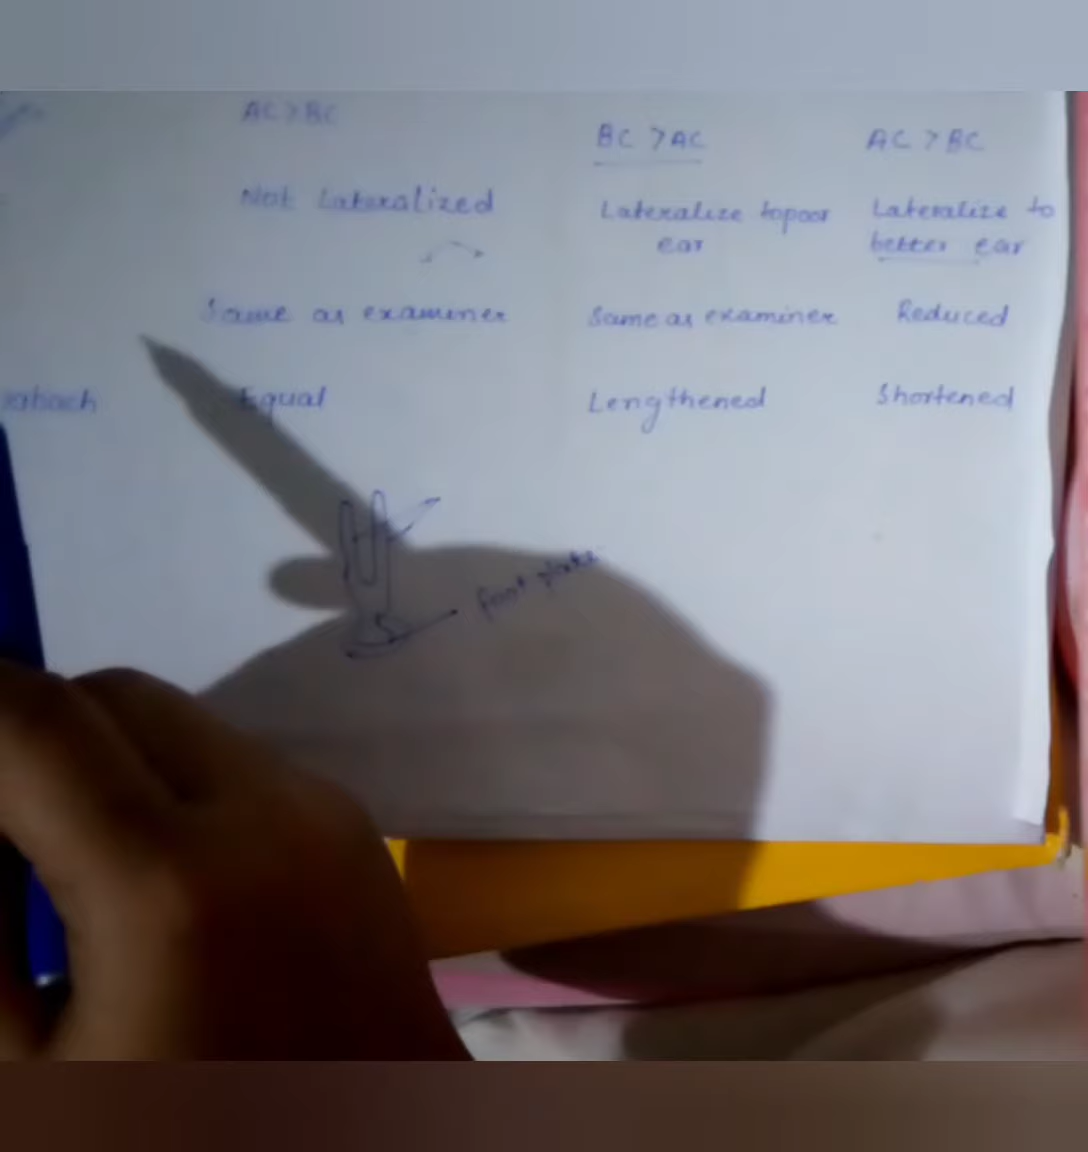 AC > BC
BC > AC
AC > BC
Not Lateralized
Lateralize to poor
ear
Lateralize to
better ear
Same as examiner
Same as examiner
Reduced
Equal
Lengthened
Shortened
foot plate